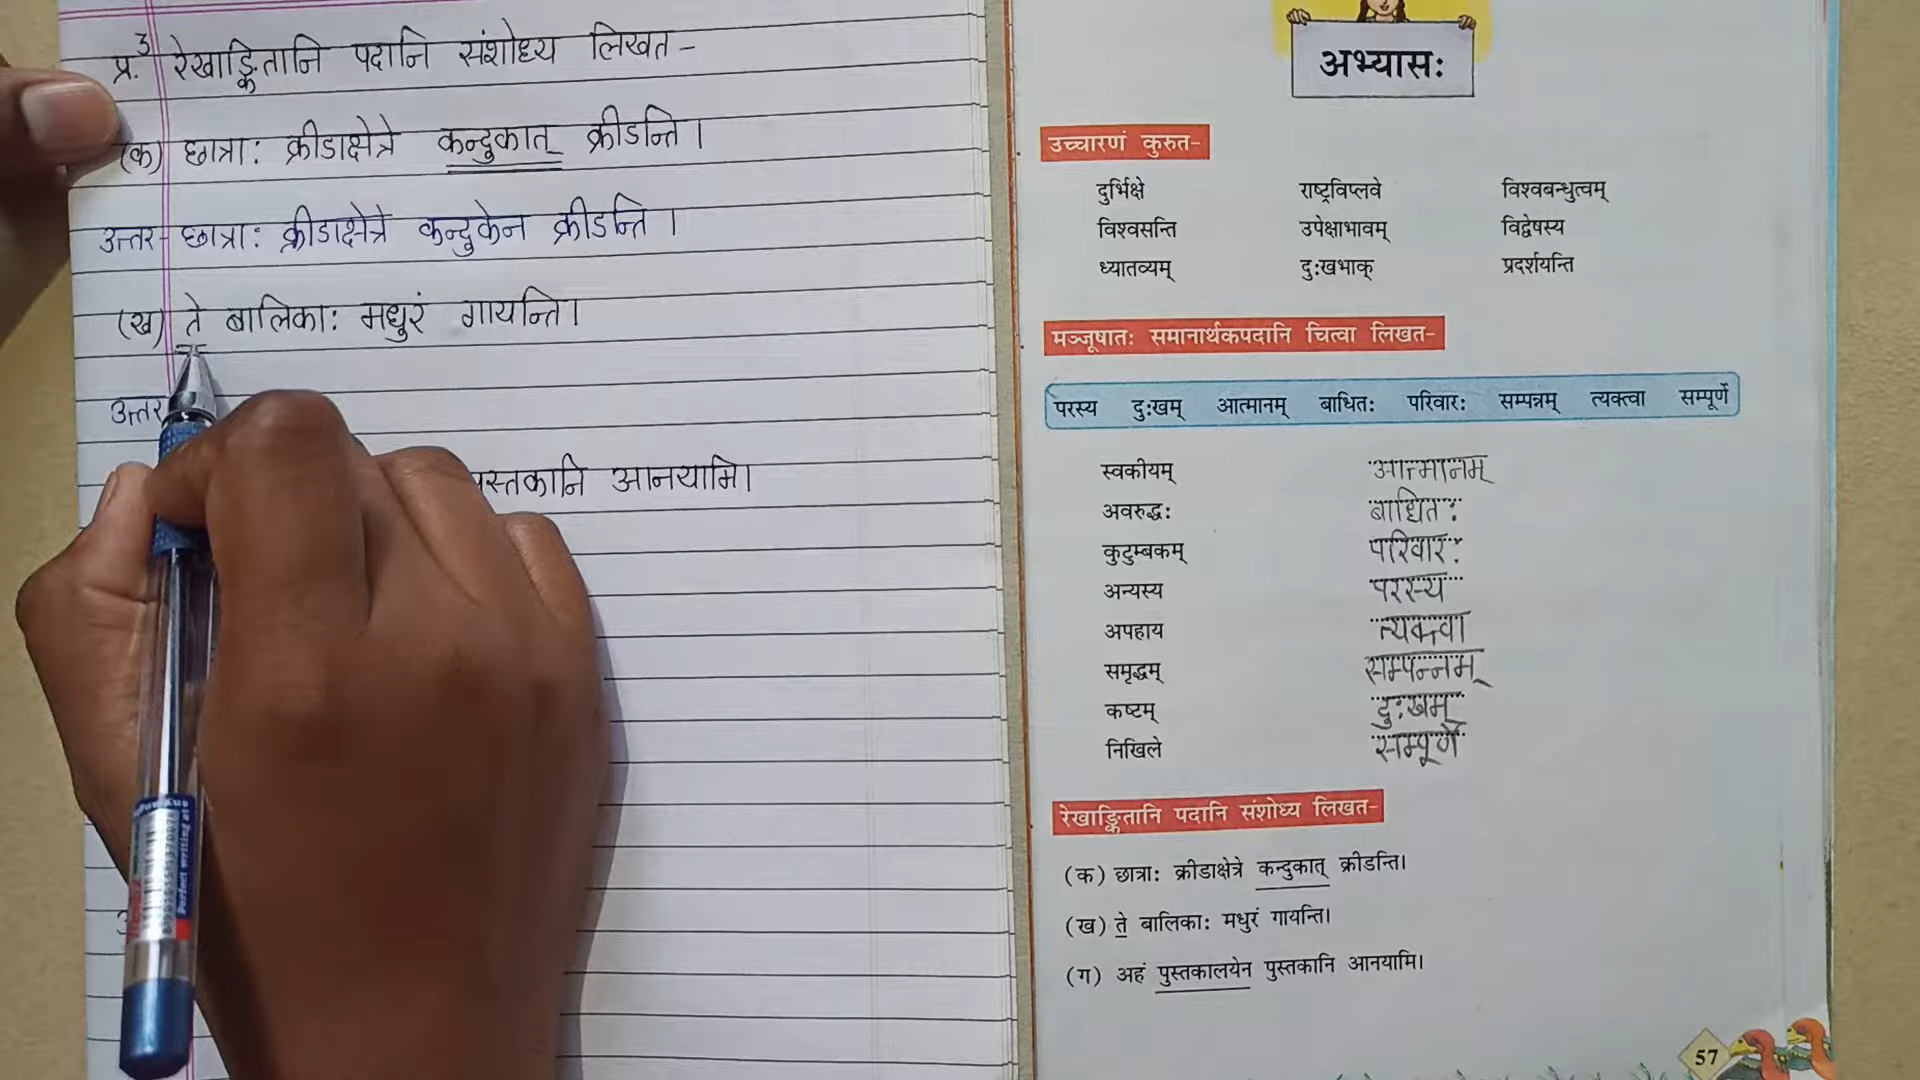 प्र. ३ रेखाङ्कितानि पदानि संशोध्य लिखत -
(क) छात्राः क्रीडाक्षेत्रे कन्दुकात् क्रीडन्ति।
उत्तर - छात्राः क्रीडाक्षेत्रे कन्दुकेन क्रीडन्ति।
(ख) ते बालिकाः मधुरं गायन्ति।
उत्तर
पुस्तकानि आनयामि।
अभ्यासः
उच्चारणं कुरुत-
दुर्भिक्षे राष्ट्रविप्लवे विश्वबन्धुत्वम्
विश्वसन्ति उपेक्षाभावम् विद्वेषस्य
ध्यातव्यम् दुःखभाक् प्रदर्शयन्ति
मञ्जूषातः समानार्थकपदानि चित्वा लिखत-
परस्य दुःखम् आत्मानम् बाधितः परिवारः सम्पन्नम् त्यक्त्वा सम्पूर्णे
स्वकीयम् आत्मानम्
अवरुद्धः बाधितः
कुटुम्बकम् परिवारः
अन्यस्य परस्य
अपहाय त्यक्त्वा
समृद्धम् सम्पन्नम्
कष्टम् दुःखम्
निखिले सम्पूर्णे
रेखाङ्कितानि पदानि संशोध्य लिखत-
(क) छात्राः क्रीडाक्षेत्रे कन्दुकात् क्रीडन्ति।
(ख) ते बालिकाः मधुरं गायन्ति।
(ग) अहं पुस्तकालयेन पुस्तकानि आनयामि।
57